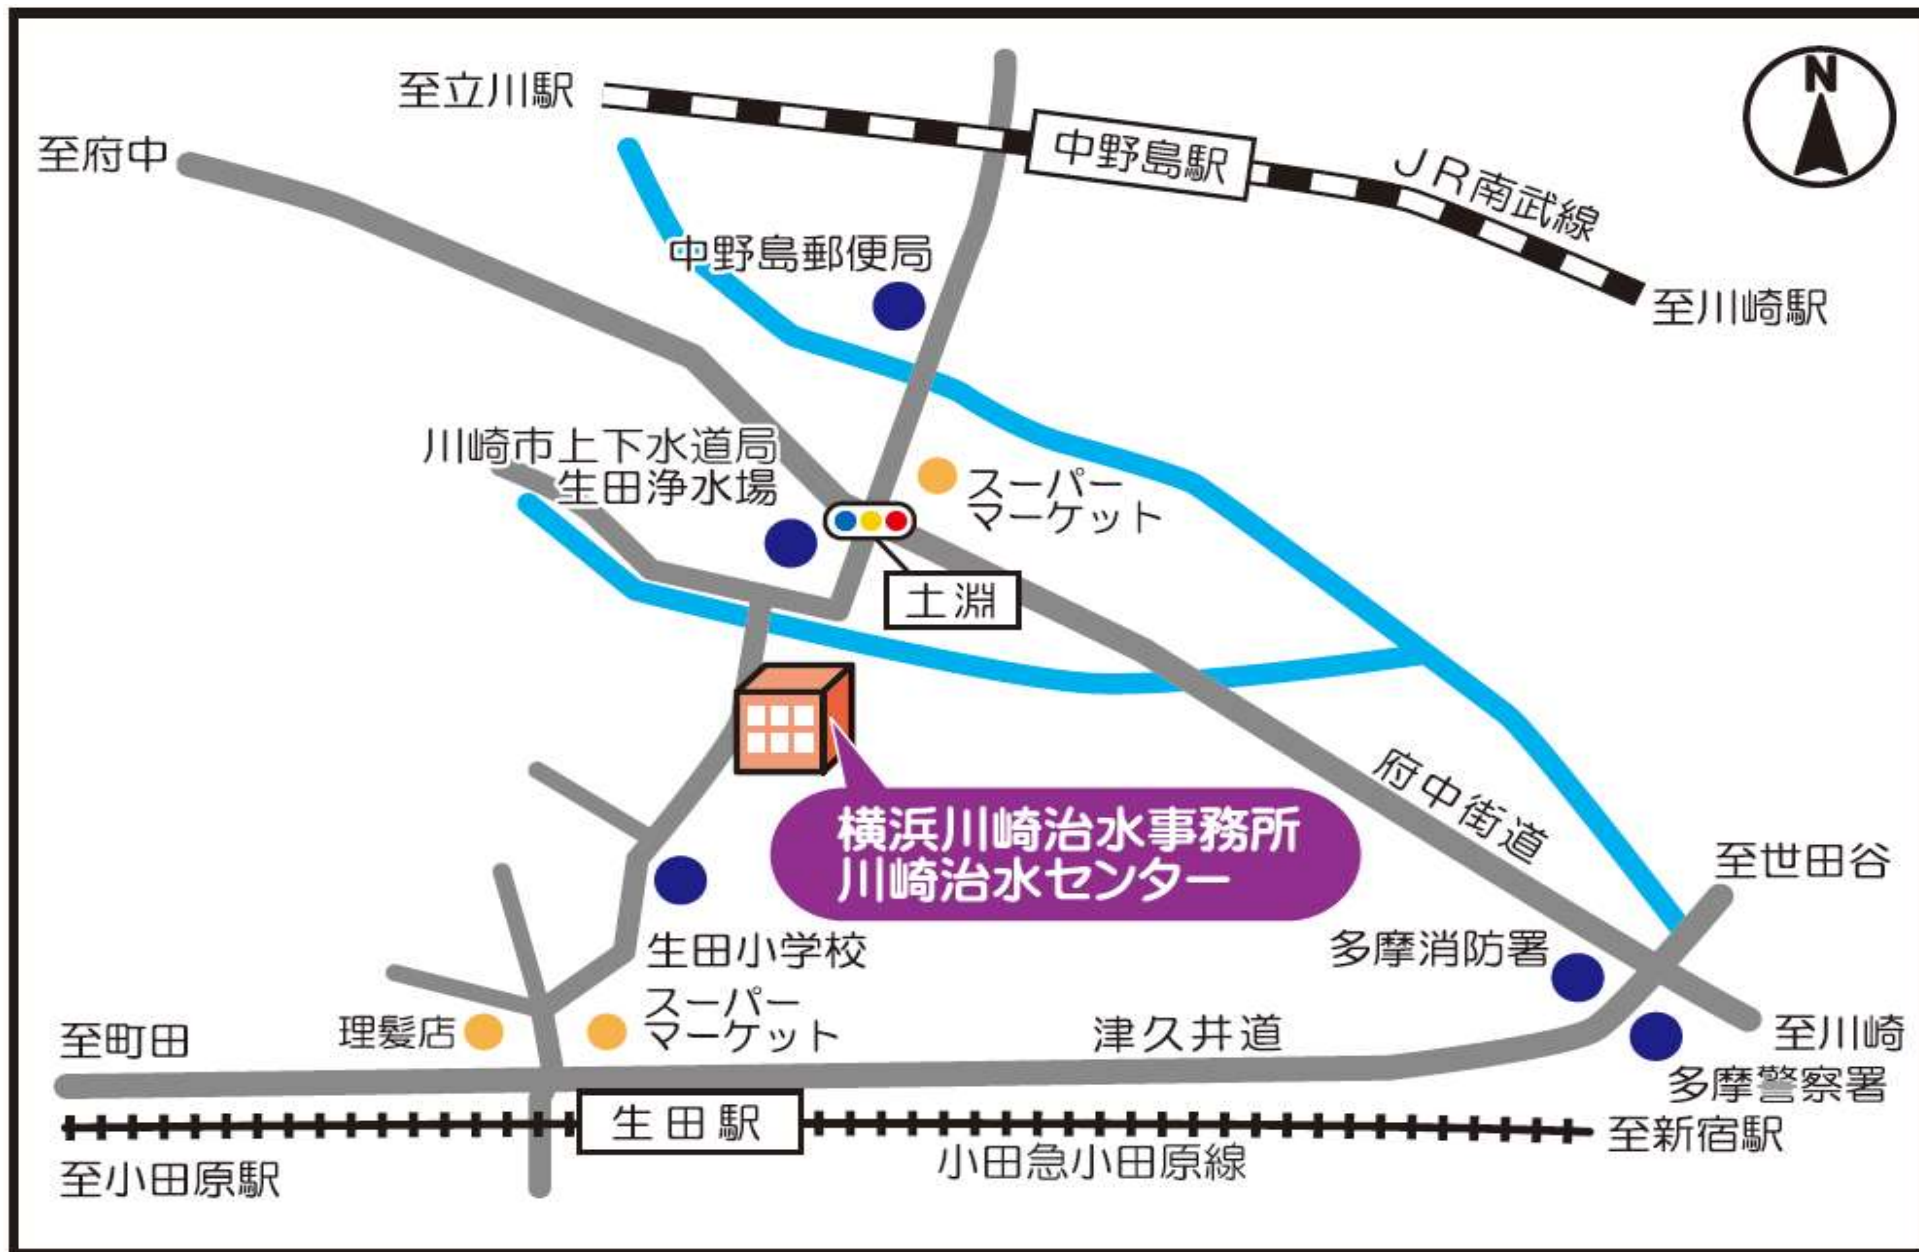 N
至立川駅
中野島駅
JR南武線
至府中
中野島郵便局
至川崎駅
川崎市上下水道局
生田浄水場
スーパー
マーケット
土淵
府中街道
横浜川崎治水事務所
川崎治水センター
至世田谷
多摩消防署
生田小学校
スーパー
マーケット
理髪店
津久井道
至町田
至川崎
多摩警察署
生田駅
至新宿駅
小田急小田原線
至小田原駅